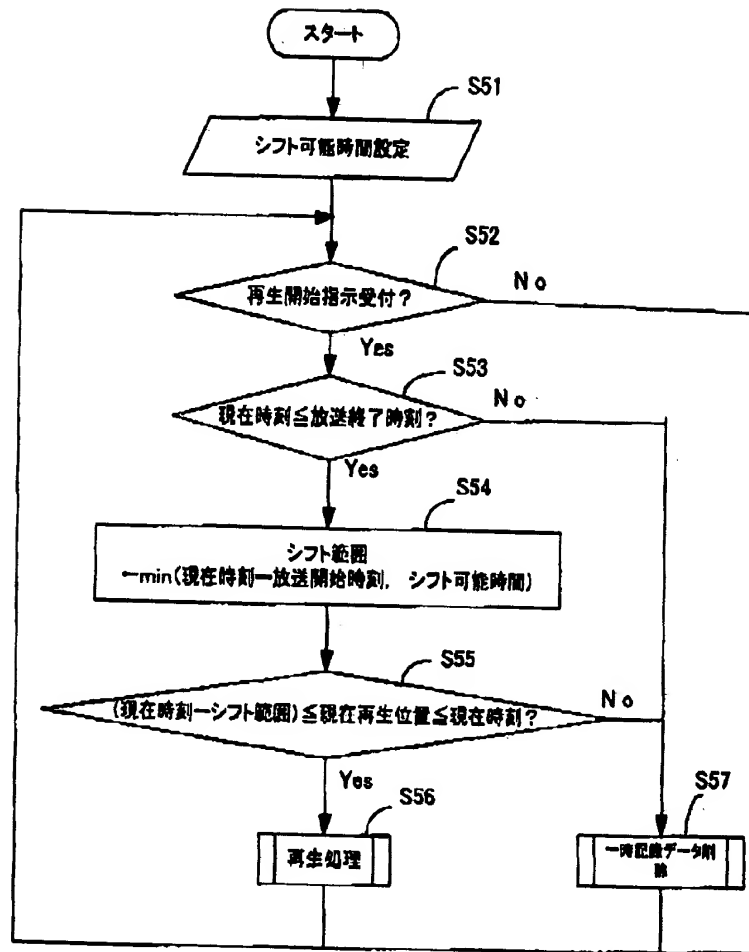 スタート
S51
シフト可能時間設定
S52
再生開始指示受付?
No
Yes
S53
現在時刻≦放送終了時刻?
No
Yes
S54
シフト範囲
←min(現在時刻ー放送開始時刻, シフト可能時間)
S55
(現在時刻ーシフト範囲)≦現在再生位置≦現在時刻?
No
Yes
S56
再生処理
S57
一時記録データ削
除